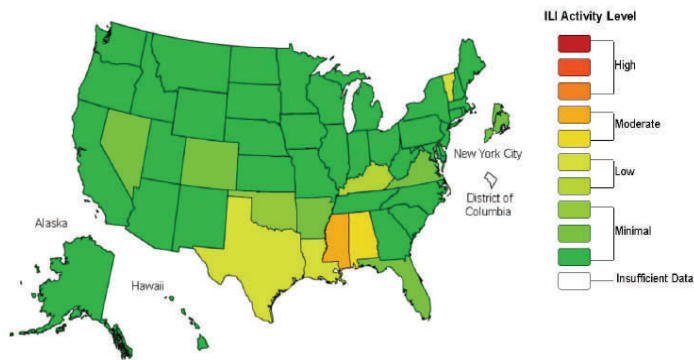 ILI Activity Level
High
Moderate
Low
Minimal
Insufficient Data
New York City
District of
Columbia
Alaska
Hawaii